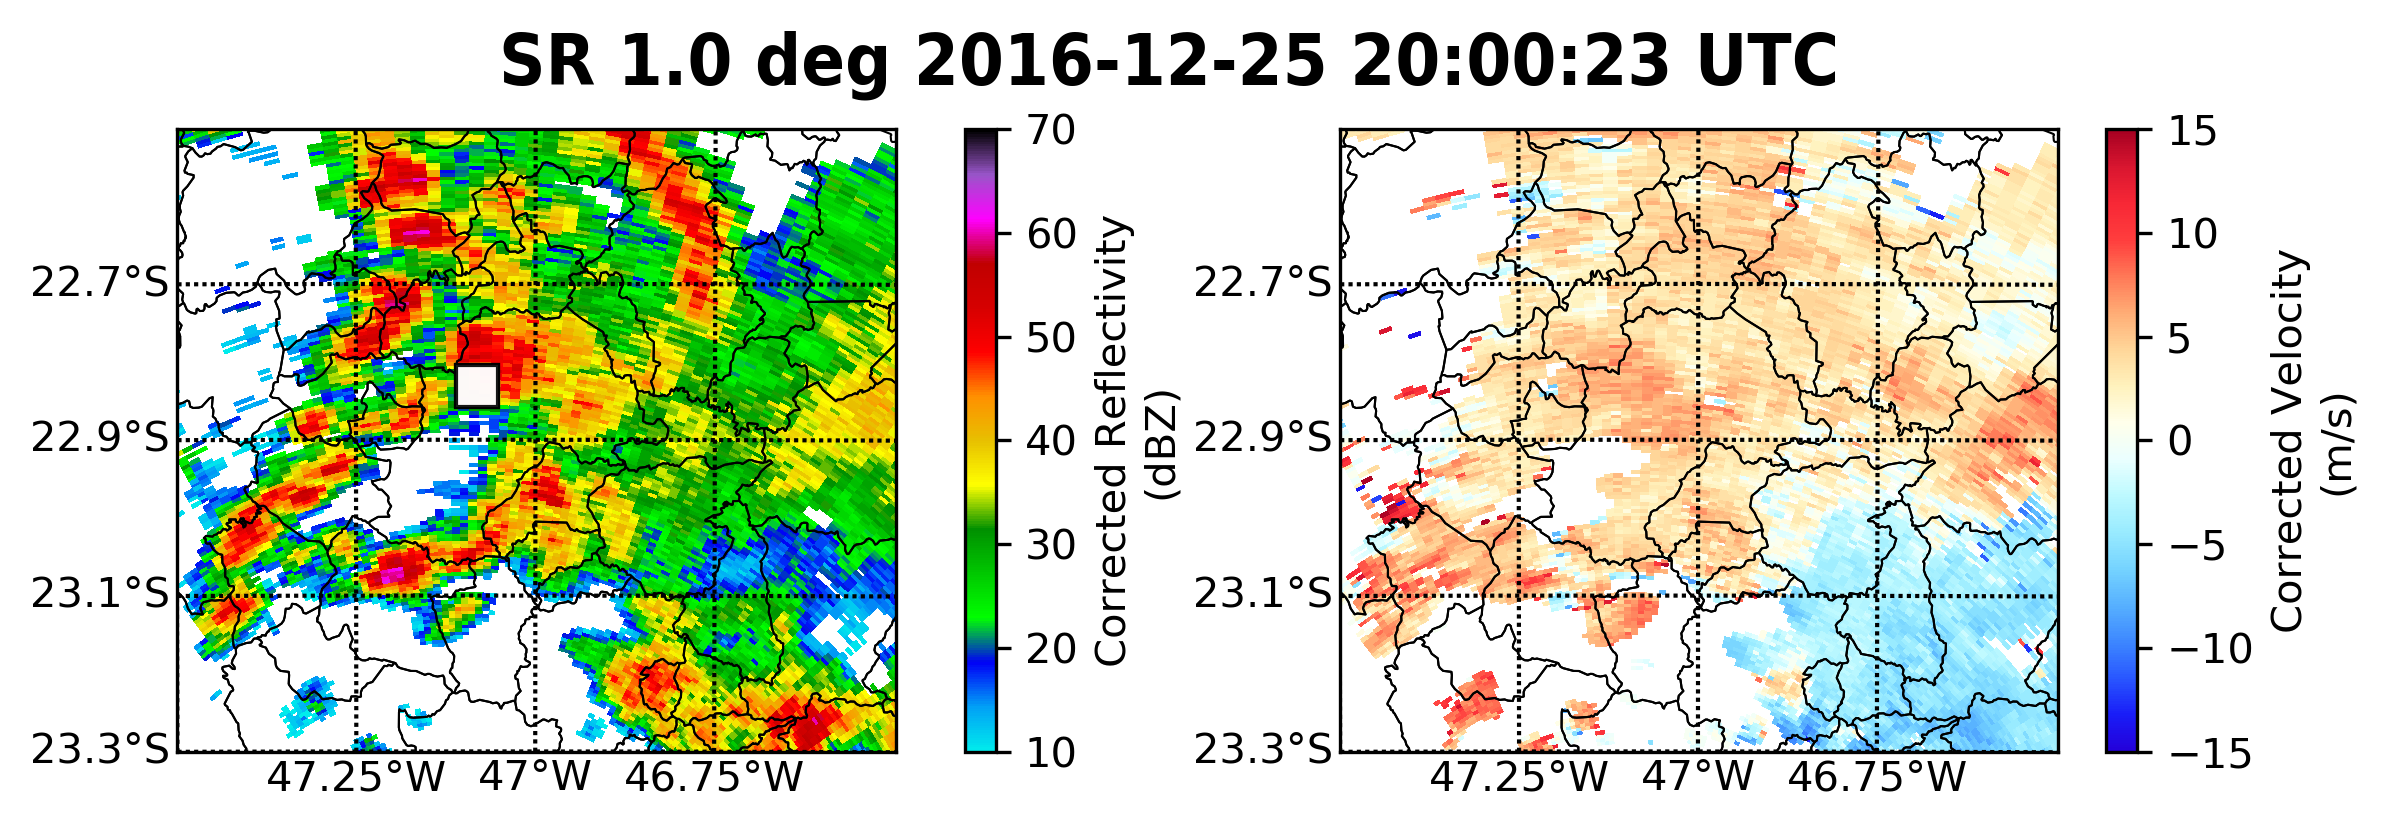 SR 1.0 deg 2016-12-25 20:00:23 UTC
22.7°S
22.9°S
23.1°S
23.3°S
47.25°W 47°W 46.75°W
70
60
50
40
30
20
10
Corrected Reflectivity
(dBZ)
22.7°S
22.9°S
23.1°S
23.3°S
47.25°W 47°W 46.75°W
15
10
5
0
−5
−10
−15
Corrected Velocity
(m/s)